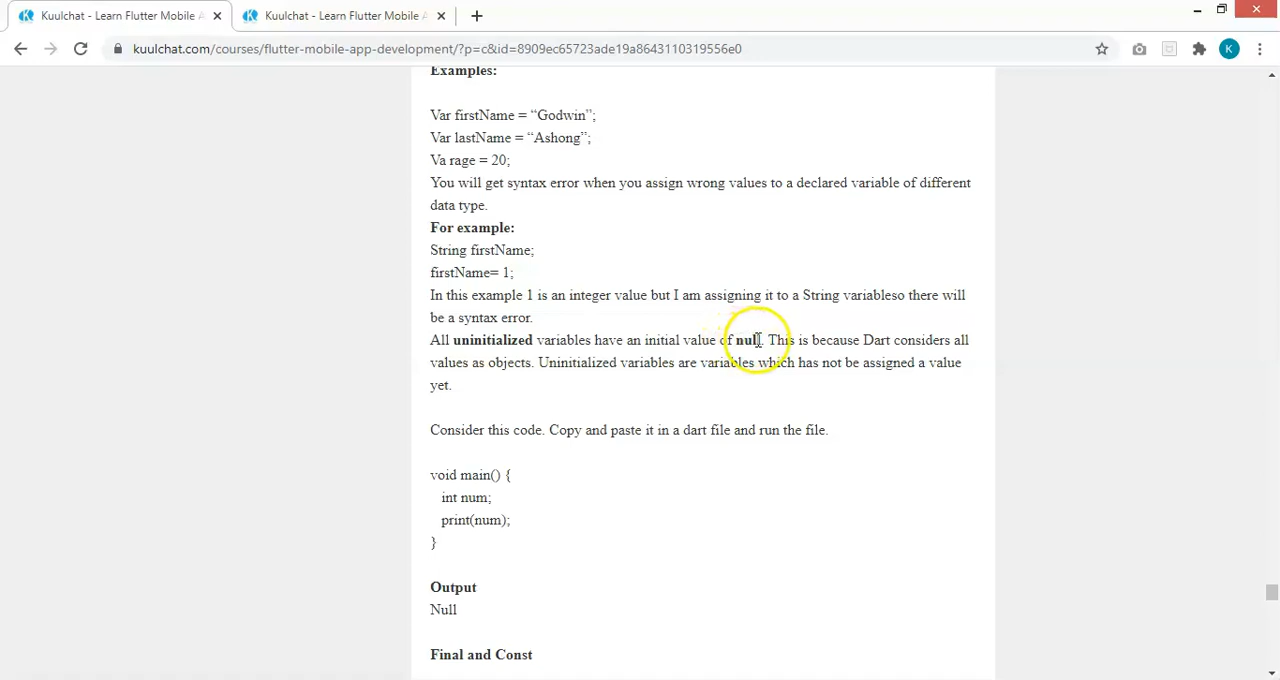 Kuulchat - Learn Flutter Mobile A
Kuulchat - Learn Flutter Mobile A
kuulchat.com/courses/flutter-mobile-app-development/?p=c&id=8909ec65723ade19a8643110319556e0
K
Examples:
Var firstName = “Godwin”;
Var lastName = “Ashong”;
Va rage = 20;
You will get syntax error when you assign wrong values to a declared variable of different
data type.
For example:
String firstName;
firstName= 1;
In this example 1 is an integer value but I am assigning it to a String variableso there will
be a syntax error.
All uninitialized variables have an initial value of null. This is because Dart considers all
values as objects. Uninitialized variables are variables which has not be assigned a value
yet.
Consider this code. Copy and paste it in a dart file and run the file.
void main() {
int num;
print(num);
}
Output
Null
Final and Const